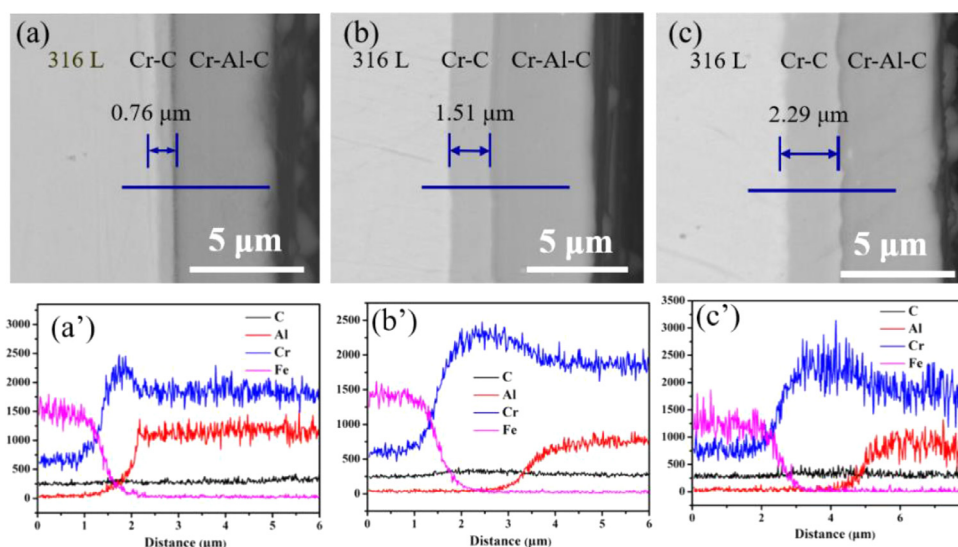 (a)
316 L Cr-C Cr-Al-C
0.76 μm
5 μm
(b)
316 L Cr-C Cr-Al-C
1.51 μm
5 μm
(c)
316 L Cr-C Cr-Al-C
2.29 μm
5 μm
(a’)
C
Al
Cr
Fe
3000
2500
2000
1500
1000
500
0
0 1 2 3 4 5 6
Distance (μm)
(b’)
C
Al
Cr
Fe
2500
2000
1500
1000
500
0
0 1 2 3 4 5 6
Distance (μm)
(c’)
C
Al
Cr
Fe
3500
3000
2500
2000
1500
1000
500
0
0 2 4 6
Distance (μm)